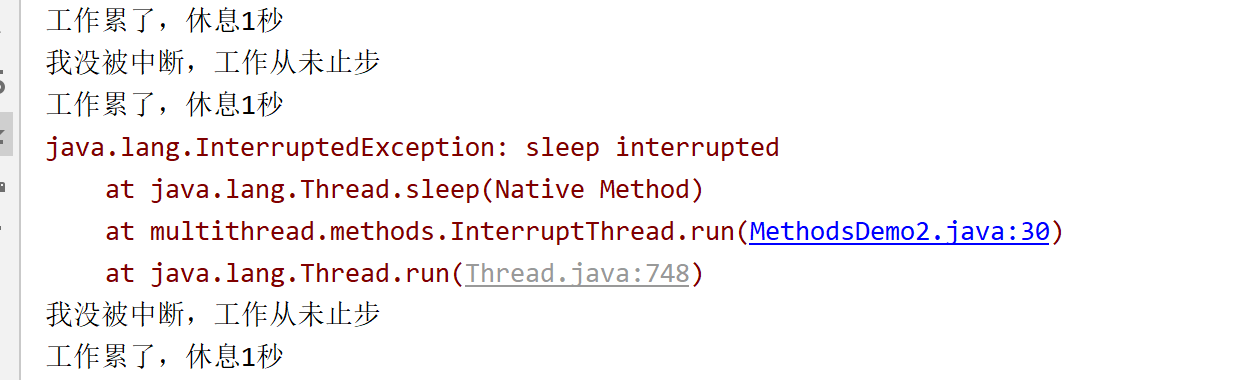 工作累了，休息1秒
我没被中断，工作从未止步
工作累了，休息1秒
java.lang.InterruptedException: sleep interrupted
at java.lang.Thread.sleep(Native Method)
at multithread.methods.InterruptThread.run(MethodsDemo2.java:30)
at java.lang.Thread.run(Thread.java:748)
我没被中断，工作从未止步
工作累了，休息1秒